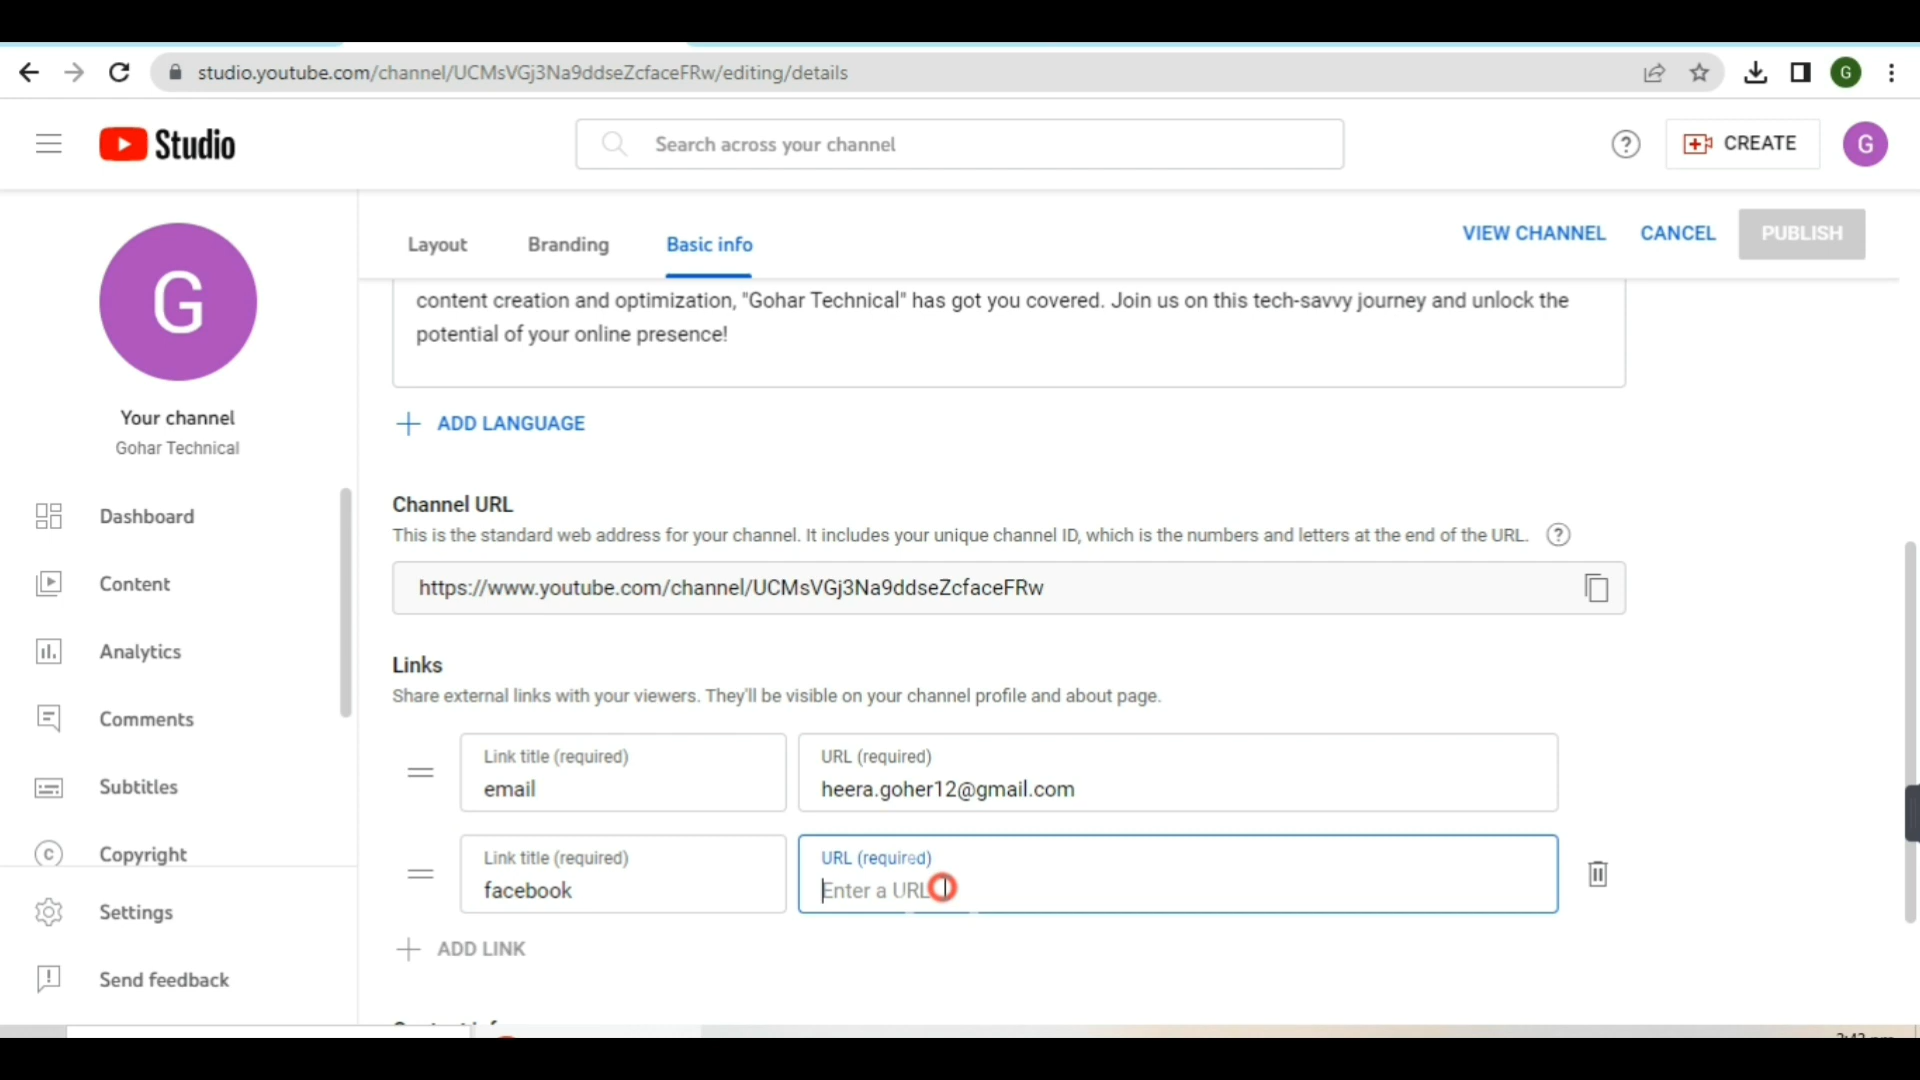 studio.youtube.com/channel/UCMsVGj3Na9ddseZcfaceFRw/editing/details
G
Studio
Search across your channel
?
CREATE
G
Layout
Branding
Basic info
VIEW CHANNEL
CANCEL
PUBLISH
G
Your channel
Gohar Technical
Dashboard
Content
Analytics
Comments
Subtitles
Copyright
Settings
Send feedback
content creation and optimization, "Gohar Technical" has got you covered. Join us on this tech-savvy journey and unlock the
potential of your online presence!
ADD LANGUAGE
Channel URL
This is the standard web address for your channel. It includes your unique channel ID, which is the numbers and letters at the end of the URL.
https://www.youtube.com/channel/UCMsVGj3Na9ddseZcfaceFRw
Links
Share external links with your viewers. They'll be visible on your channel profile and about page.
Link title (required)
email
URL (required)
heera.goher12@gmail.com
Link title (required)
facebook
URL (required)
Enter a URL
ADD LINK